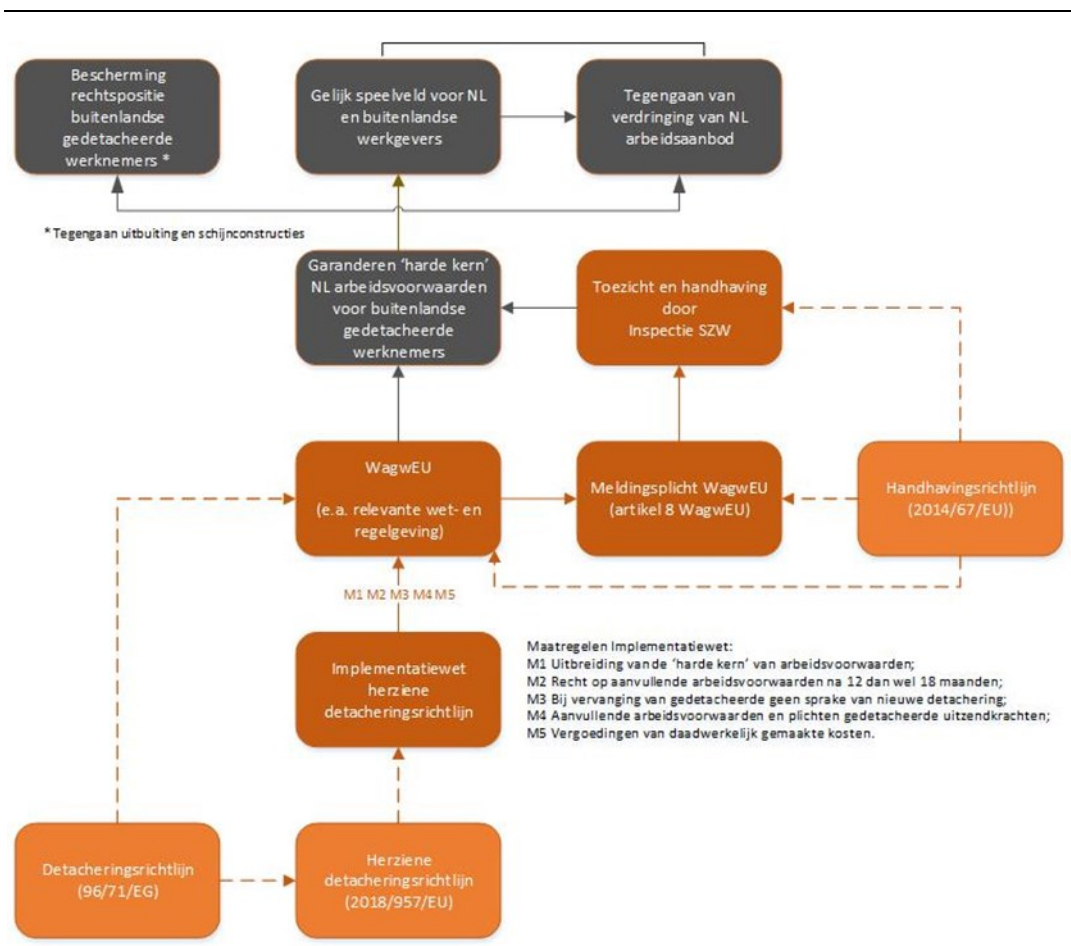 Bescherming
rechtspositie
buitenlandse
gedetacheerde
werknemers *
Gelijk speelveld voor NL
en buitenlandse
werkgevers
Tegengaan van
verdringing van NL
arbeidsaanbod
* Tegengaan uitbuiting en schijnconstructies
Garanderen ‘harde kern’
NL arbeidsvoorwaarden
voor buitenlandse
gedetacheerde
werknemers
Toezicht en handhaving
door
Inspectie SZW
WagwEU
(e.a. relevante wet- en
regelgeving)
Meldingsplicht WagwEU
(artikel 8 WagwEU)
Handhavingsrichtlijn
(2014/67/EU))
M1 M2 M3 M4 M5
Implementatiewet
herziene
detacheringsrichtlijn
Maatregelen Implementatiewet:
M1 Uitbreiding van de ‘harde kern’ van arbeidsvoorwaarden;
M2 Recht op aanvullende arbeidsvoorwaarden na 12 dan wel 18 maanden;
M3 Bij vervanging van gedetacheerde geen sprake van nieuwe detachering;
M4 Aanvullende arbeidsvoorwaarden en plichten gedetacheerde uitzendkrachten;
M5 Vergoedingen van daadwerkelijk gemaakte kosten.
Detacheringsrichtlijn
(96/71/EG)
Herziene
detacheringsrichtlijn
(2018/957/EU)